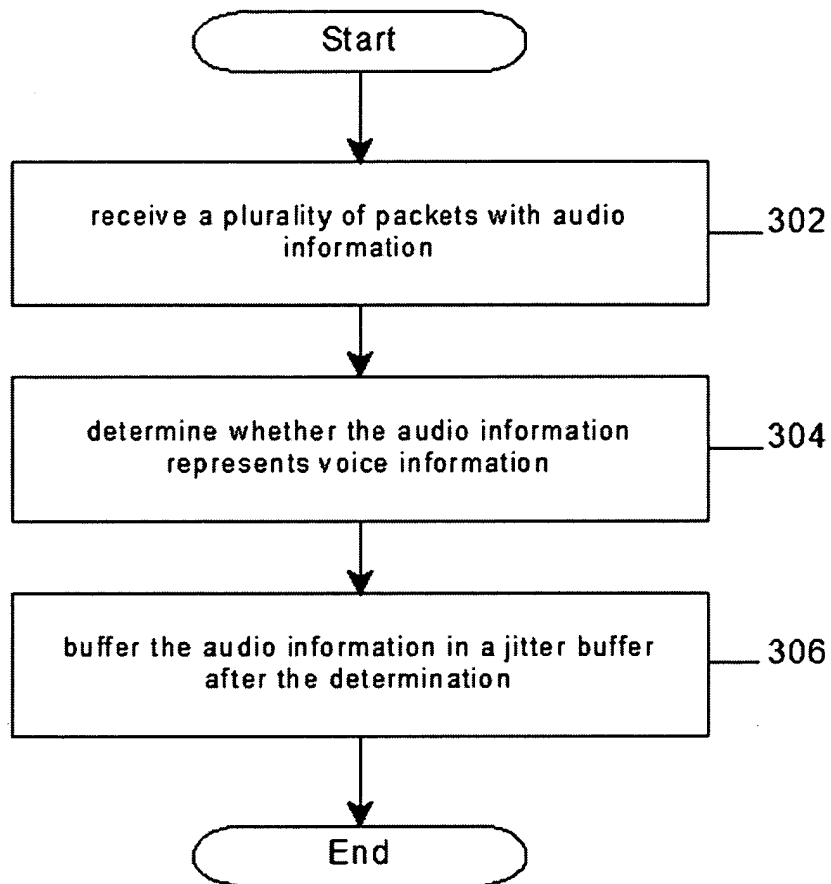 Start
receive a plurality of packets with audio
information
302
determine whether the audio information
represents voice information
304
buffer the audio information in a jitter buffer
after the determination
306
End